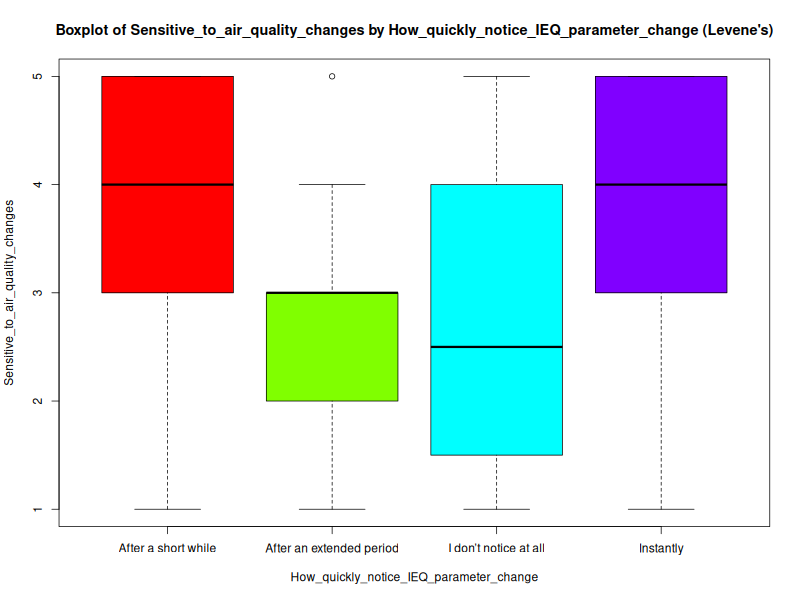 Boxplot of Sensitive_to_air_quality_changes by How_quickly_notice_IEQ_parameter_change (Levene's)
Sensitive_to_air_quality_changes
5
4
3
2
1
After a short while After an extended period I don't notice at all Instantly
How_quickly_notice_IEQ_parameter_change